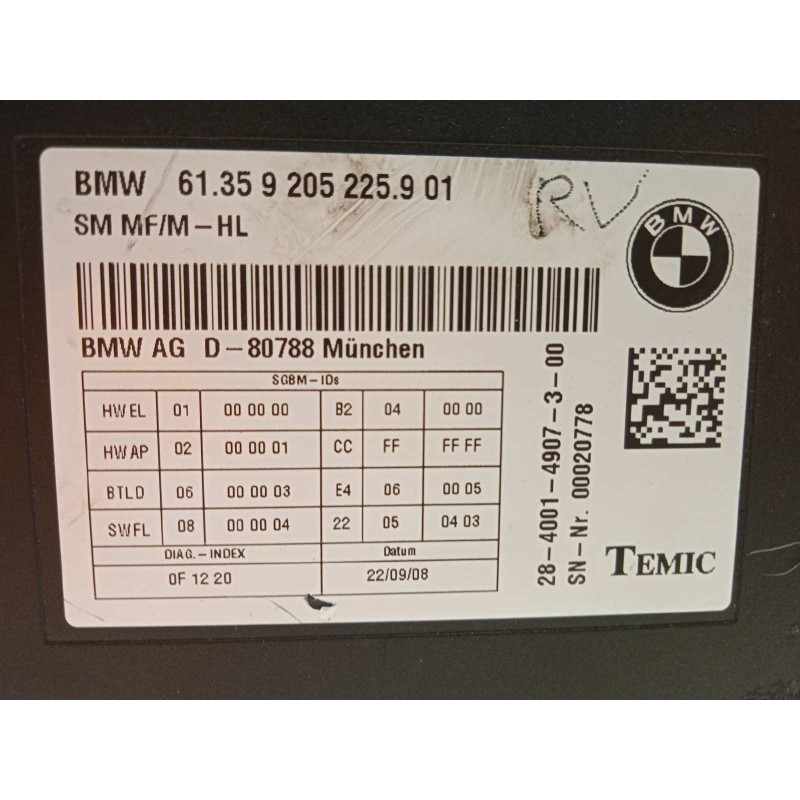 BMW 61.35 9 205 225.9 01
SM MF/M-HL
RV
BMW
BMW AG D-80788 München
SGBM-IDs
HWEL 01 00 00 00 B2 04 00 00
HWAP 02 00 00 01 CC FF FF FF
BTLD 06 00 00 03 E4 06 00 05
SWFL 08 00 00 04 22 05 04 03
DIAG.-INDEX Datum
0F 12 20 22/09/08
28-4001-4907-3-00
SN-Nr. 00020778
TEMIC